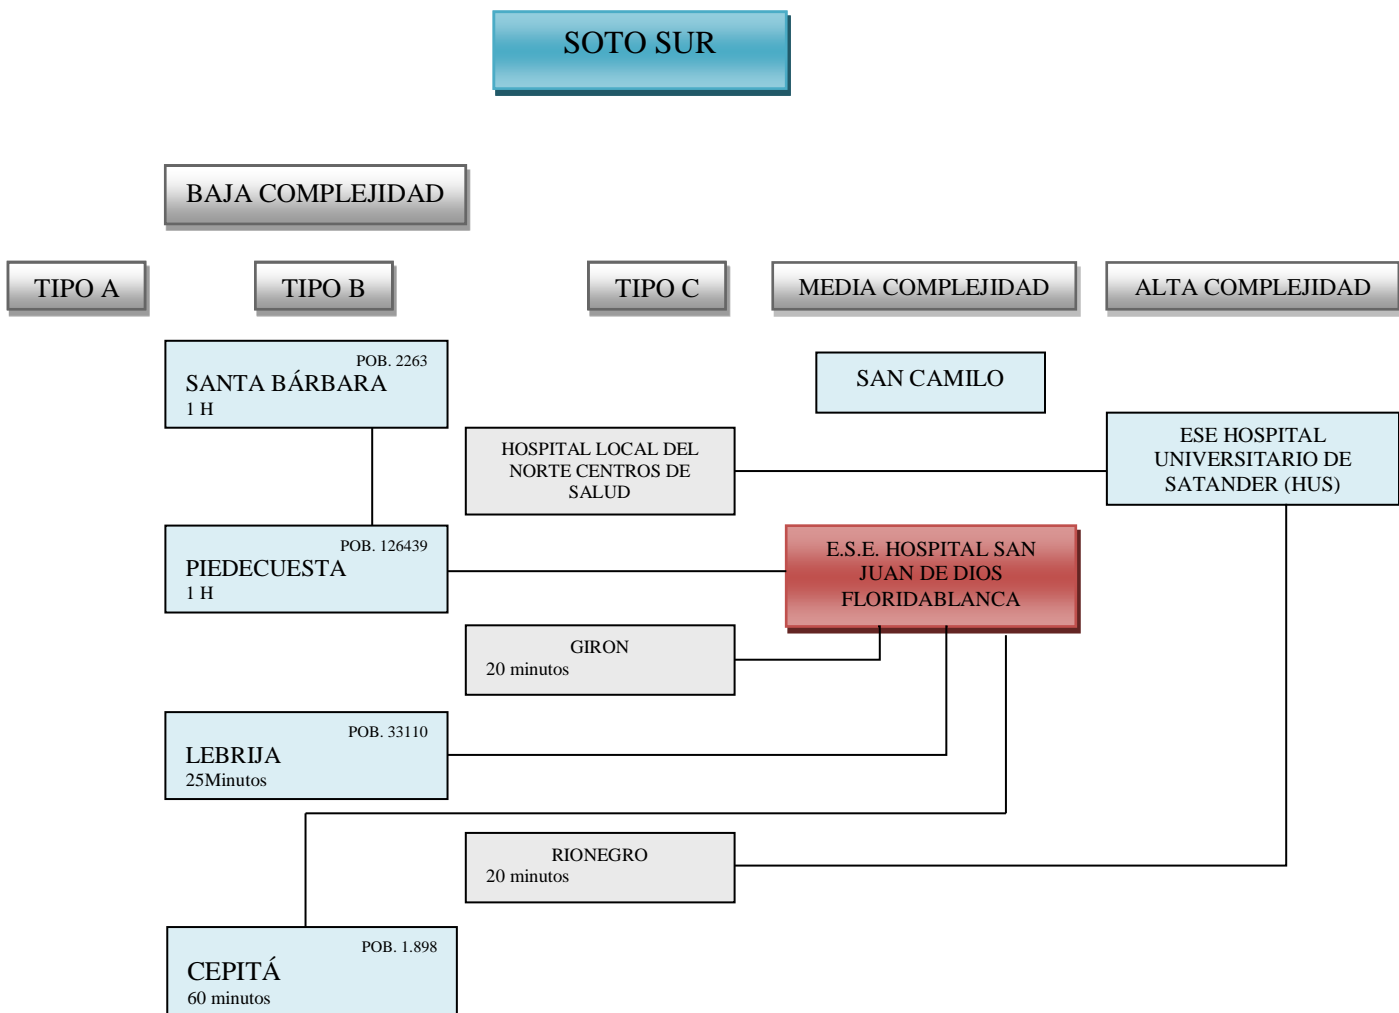 SOTO SUR
BAJA COMPLEJIDAD
TIPO A
TIPO B
TIPO C
MEDIA COMPLEJIDAD
ALTA COMPLEJIDAD
POB. 2263
SANTA BÁRBARA
1 H
SAN CAMILO
HOSPITAL LOCAL DEL
NORTE CENTROS DE
SALUD
ESE HOSPITAL
UNIVERSITARIO DE
SATANDER (HUS)
POB. 126439
PIEDECUESTA
1 H
E.S.E. HOSPITAL SAN
JUAN DE DIOS
FLORIDABLANCA
GIRON
20 minutos
POB. 33110
LEBRIJA
25Minutos
RIONEGRO
20 minutos
POB. 1.898
CEPITÁ
60 minutos